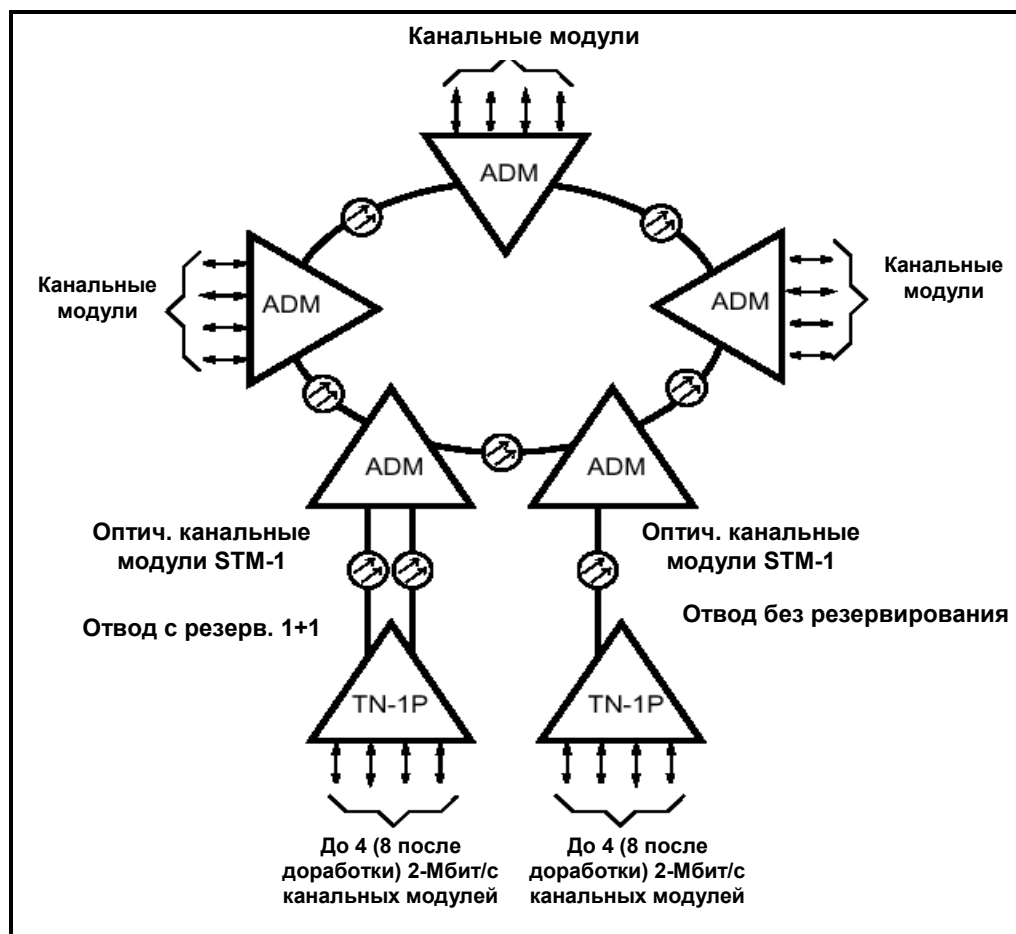 Канальные модули
ADM
Канальные
модули
ADM
ADM
Канальные
модули
ADM
ADM
Оптич. канальные
модули STM-1
Оптич. канальные
модули STM-1
Отвод с резерв. 1+1
Отвод без резервирования
TN-1P
TN-1P
До 4 (8 после
доработки) 2-Мбит/с
канальных модулей
До 4 (8 после
доработки) 2-Мбит/с
канальных модулей